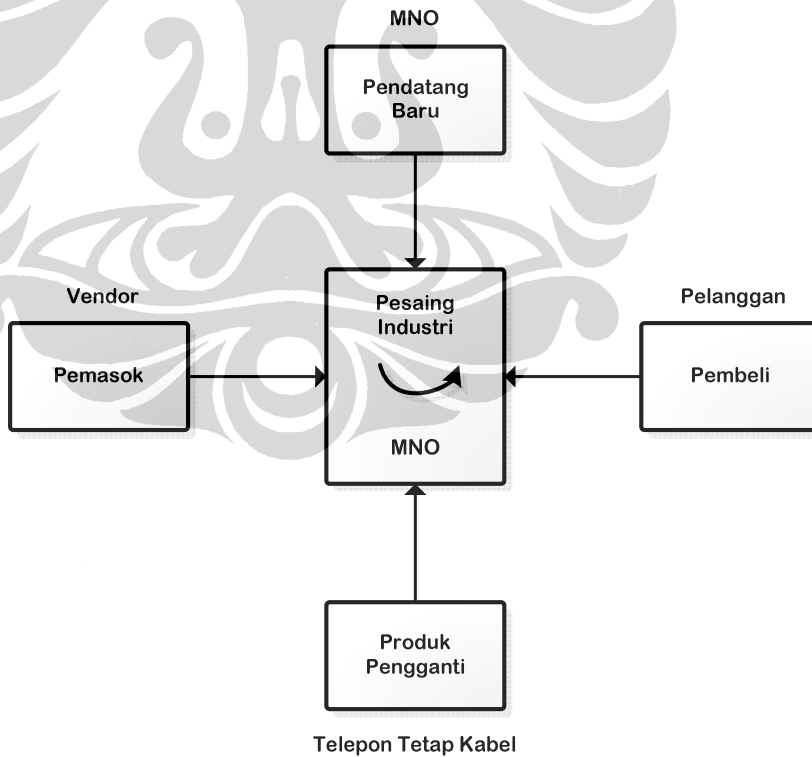 MNO
Pendatang
Baru
Vendor
Pemasok
Pesaing
Industri
MNO
Pelanggan
Pembeli
Produk
Pengganti
Telepon Tetap Kabel